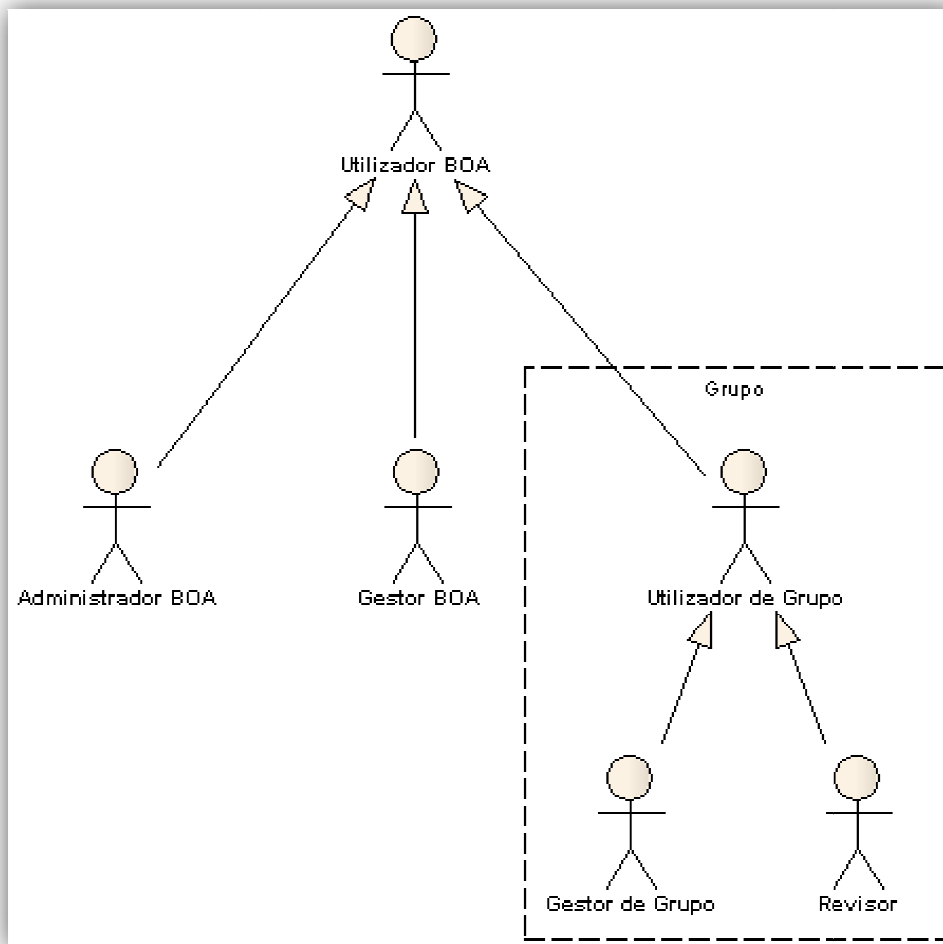 Utilizador BOA
Grupo
Administrador BOA
Gestor BOA
Utilizador de Grupo
Gestor de Grupo
Revisor